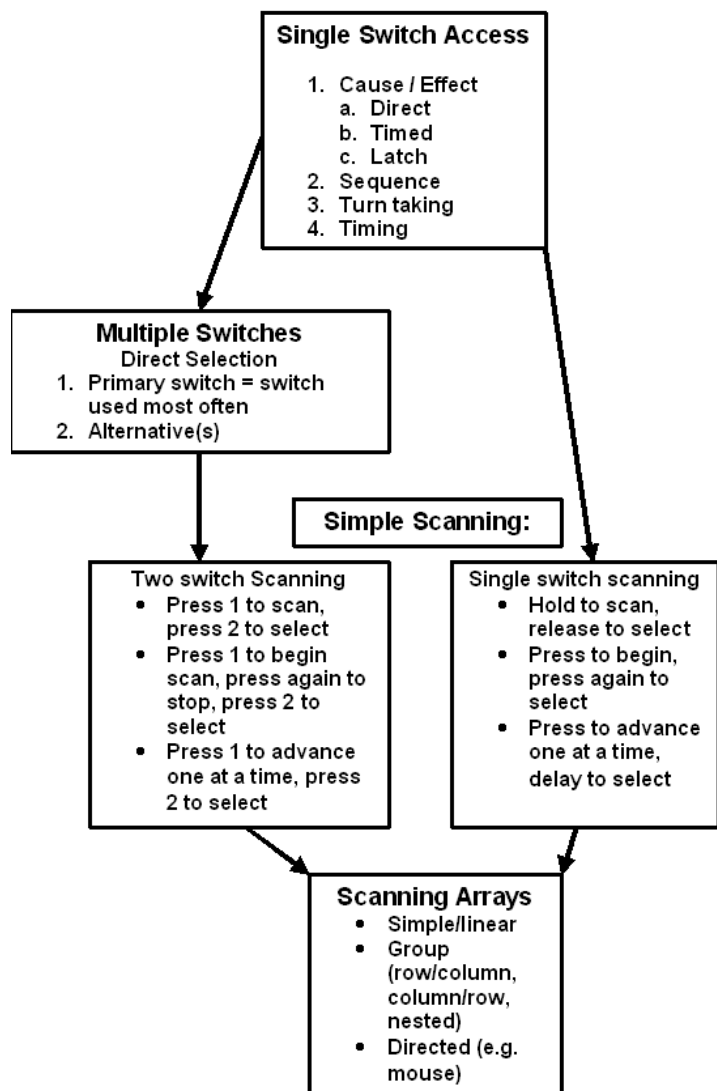 Single Switch Access
1. Cause / Effect
a. Direct
b. Timed
c. Latch
2. Sequence
3. Turn taking
4. Timing
Multiple Switches
Direct Selection
1. Primary switch = switch
used most often
2. Alternative(s)
Simple Scanning:
Two switch Scanning
• Press 1 to scan,
press 2 to select
• Press 1 to begin
scan, press again to
stop, press 2 to
select
• Press 1 to advance
one at a time, press
2 to select
Single switch scanning
• Hold to scan,
release to select
• Press to begin,
press again to
select
• Press to advance
one at a time,
delay to select
Scanning Arrays
• Simple/linear
• Group
(row/column,
column/row,
nested)
• Directed (e.g.
mouse)